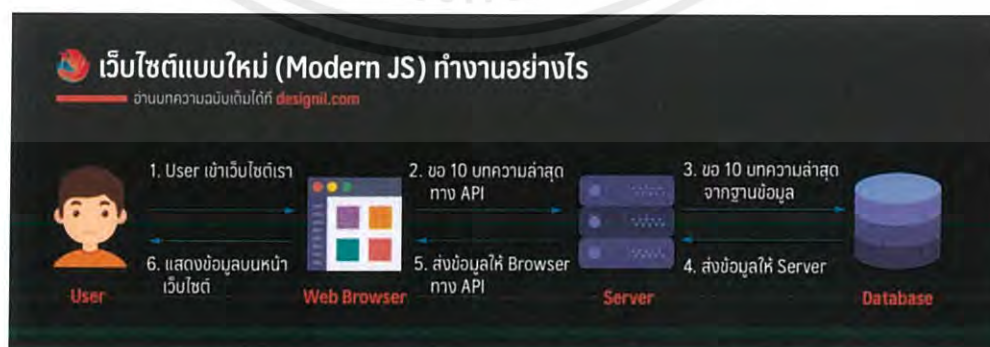 เว็บไซต์แบบใหม่ (Modern JS) ทำงานอย่างไร
อ่านบทความฉบับเต็มได้ที่ designil.com
1. User เข้าเว็บไซต์เรา
2. ขอ 10 บทความล่าสุด
ทาง API
3. ขอ 10 บทความล่าสุด
จากฐานข้อมูล
6. แสดงข้อมูลบนหน้า
เว็บไซต์
5. ส่งข้อมูลให้ Browser
ทาง API
4. ส่งข้อมูลให้ Server
User
Web Browser
Server
Database